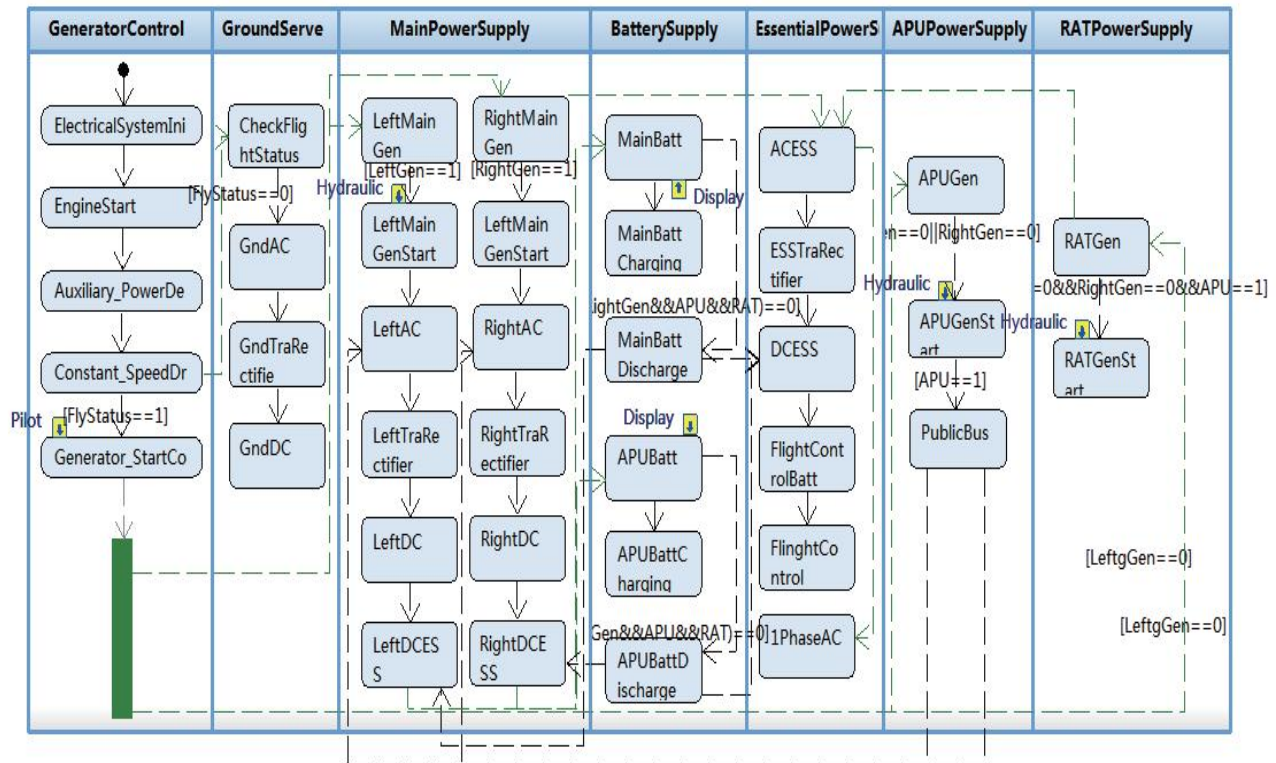 GeneratorControl
GroundServe
MainPowerSupply
BatterySupply
EssentialPowerS
APUPowerSupply
RATPowerSupply
ElectricalSystemIni
EngineStart
Auxiliary_PowerDe
Constant_SpeedDr
[FlyStatus==1]
Pilot
Generator_StartCo
CheckFlig
htStatus
[FlyStatus==0]
GndAC
GndTraRe
ctifie
GndDC
LeftMain
Gen
[LeftGen==1]
Hydraulic
LeftMain
GenStart
LeftAC
LeftTraRe
ctifier
LeftDC
LeftDCES
S
RightMain
Gen
[RightGen==1]
LeftMain
GenStart
RightAC
RightTraR
ectifier
RightDC
RightDCE
SS
MainBatt
Display
MainBatt
Charging
ightGen&&APU&&RAT)==0]
MainBatt
Discharge
Display
APUBatt
APUBattC
harging
Gen&&APU&&RAT)==0]
APUBattD
ischarge
ACESS
ESSTraRec
tifier
DCESS
FlightCont
rolBatt
FlinghtCo
ntrol
1PhaseAC
APUGen
en==0||RightGen==0]
Hydraulic
APUGenSt
art
[APU==1]
PublicBus
RATGen
=0&&RightGen==0&&APU==1]
Hydraulic
RATGenSt
art
[LeftgGen==0]
[LeftgGen==0]